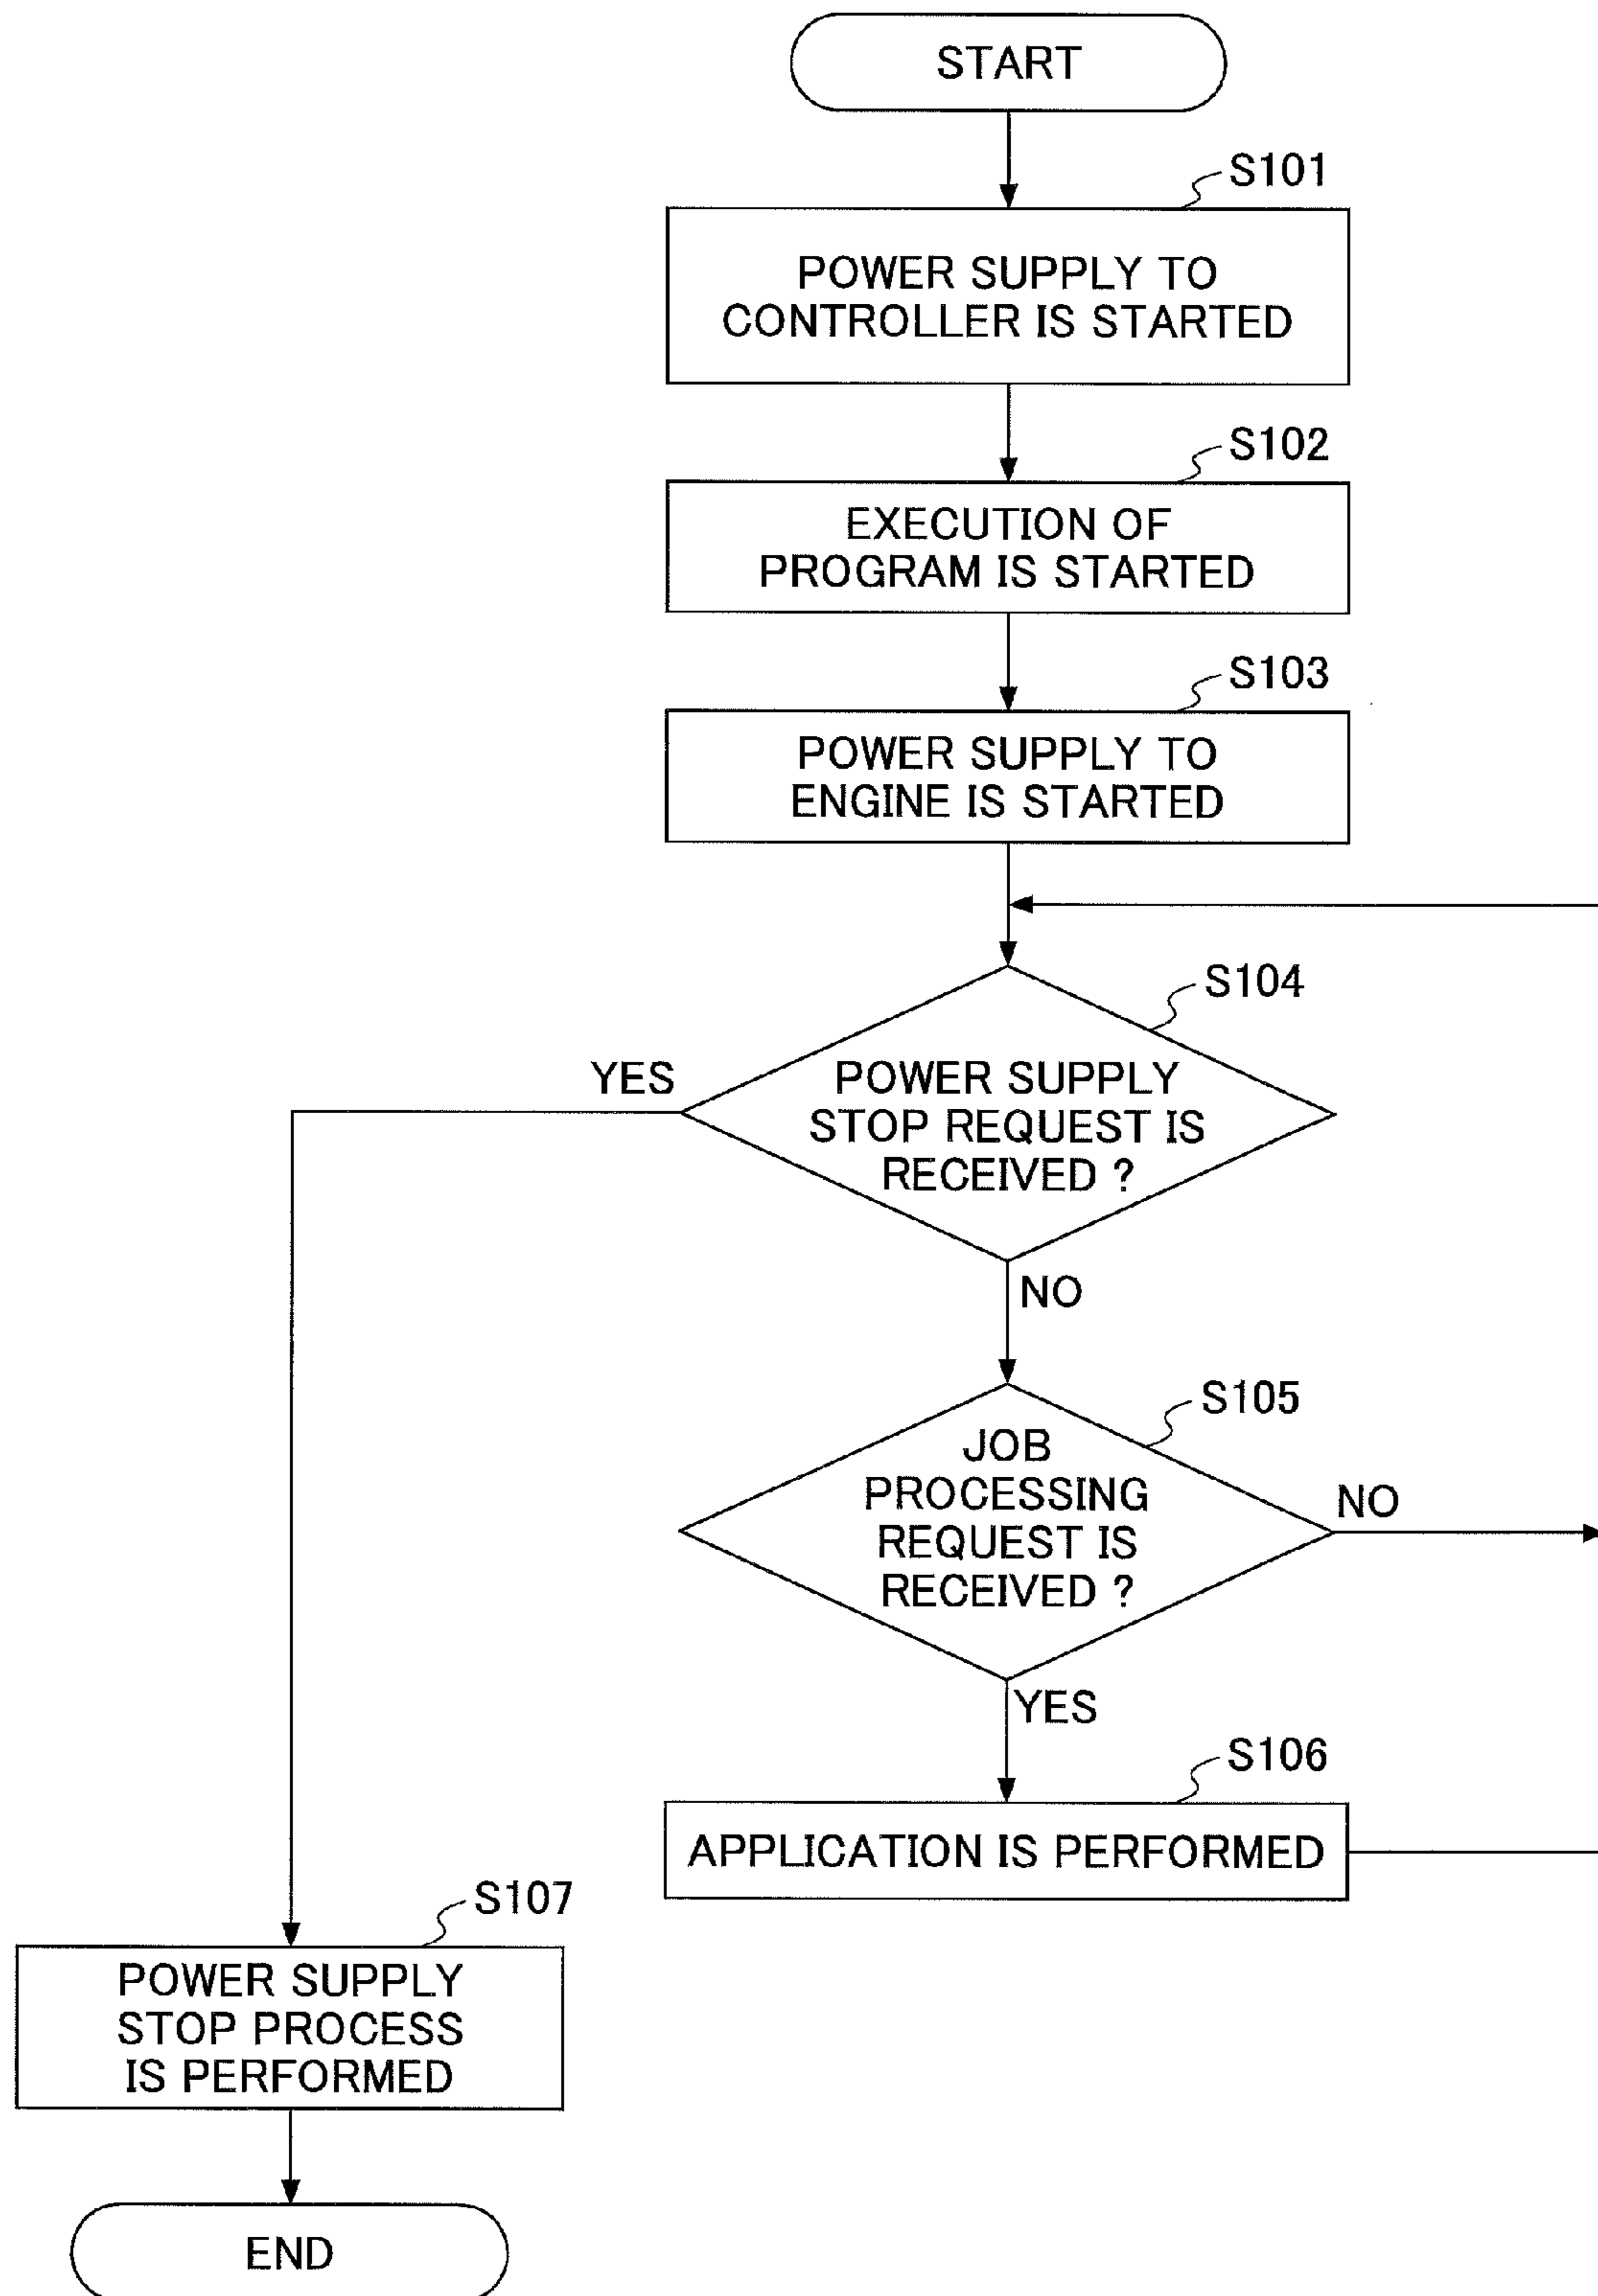 START
S101
POWER SUPPLY TO
CONTROLLER IS STARTED
S102
EXECUTION OF
PROGRAM IS STARTED
S103
POWER SUPPLY TO
ENGINE IS STARTED
S104
YES
POWER SUPPLY
STOP REQUEST IS
RECEIVED ?
NO
S105
JOB
PROCESSING
REQUEST IS
RECEIVED ?
NO
YES
S106
APPLICATION IS PERFORMED
S107
POWER SUPPLY
STOP PROCESS
IS PERFORMED
END